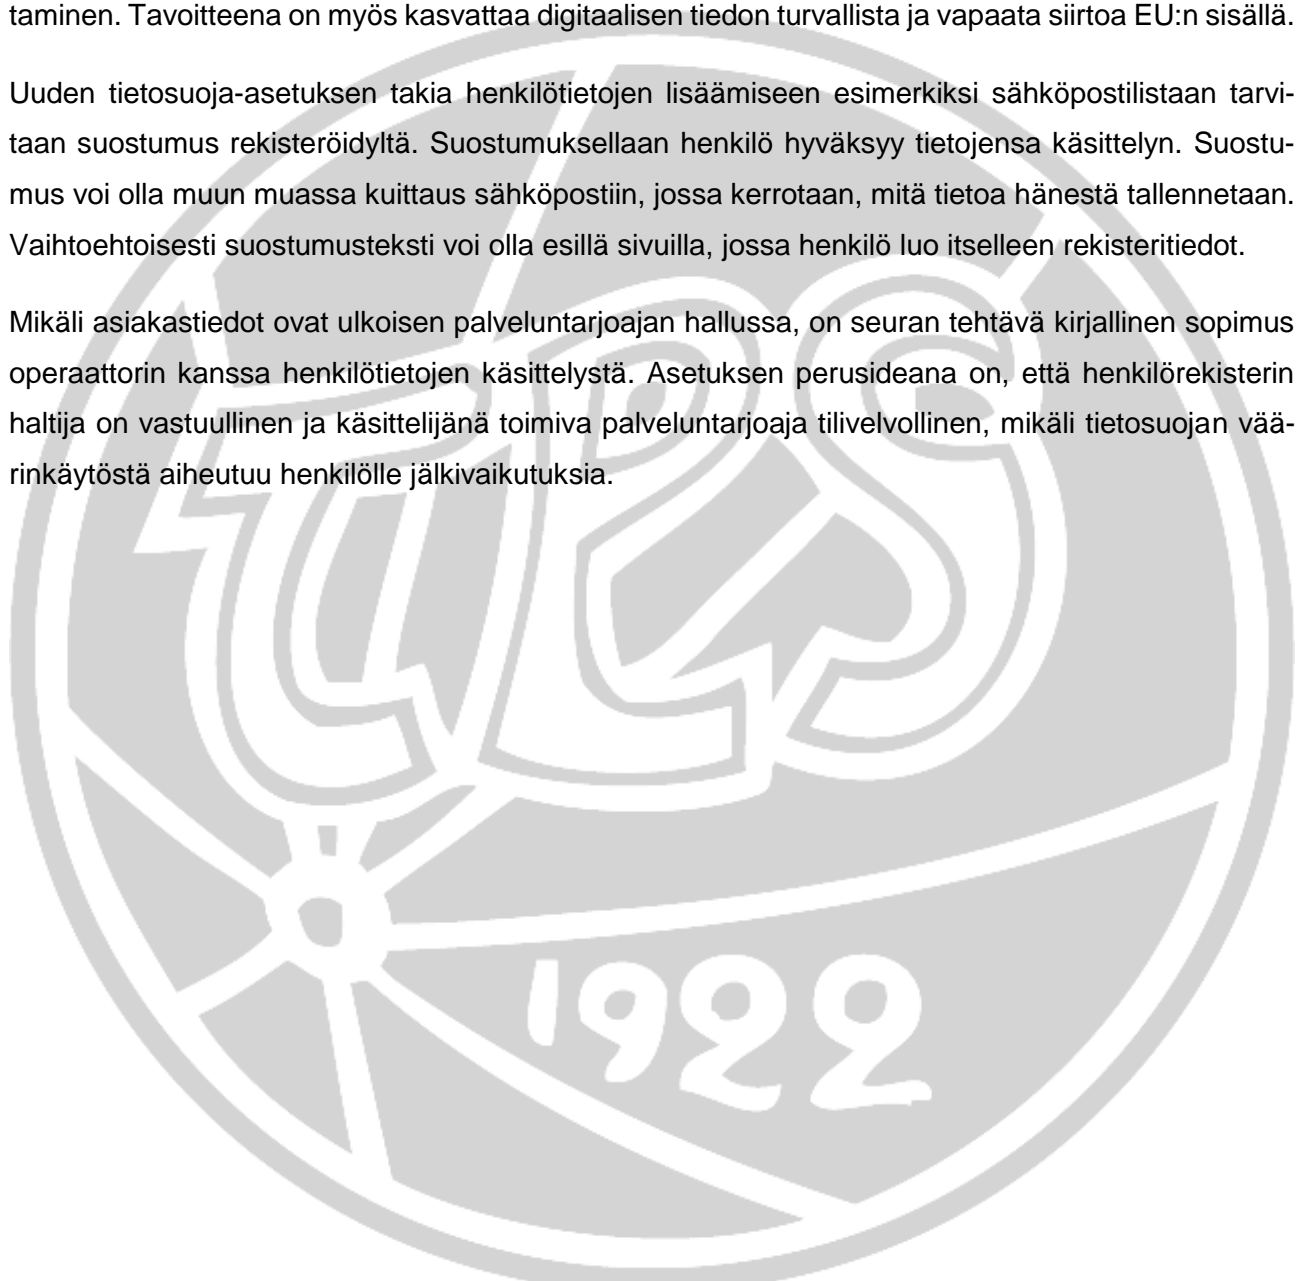 taminen. Tavoitteena on myös kasvattaa digitaalisen tiedon turvallista ja vapaata siirtoa EU:n sisällä.
Uuden tietosuoja-asetuksen takia henkilötietojen lisäämiseen esimerkiksi sähköpostilistaan tarvi-
taan suostumus rekisteröidyltä. Suostumuksellaan henkilö hyväksyy tietojensa käsittelyn. Suostu-
mus voi olla muun muassa kuittaus sähköpostiin, jossa kerrotaan, mitä tietoa hänestä tallennetaan.
Vaihtoehtoisesti suostumusteksti voi olla esillä sivuilla, jossa henkilö luo itselleen rekisteritiedot.
Mikäli asiakastiedot ovat ulkoisen palveluntarjoajan hallussa, on seuran tehtävä kirjallinen sopimus
operaattorin kanssa henkilötietojen käsittelystä. Asetuksen perusideana on, että henkilörekisterin
haltija on vastuullinen ja käsittelijänä toimiva palveluntarjoaja tilivelvollinen, mikäli tietosuojan vää-
rinkäytöstä aiheutuu henkilölle jälkivaikutuksia.
TPS
1922